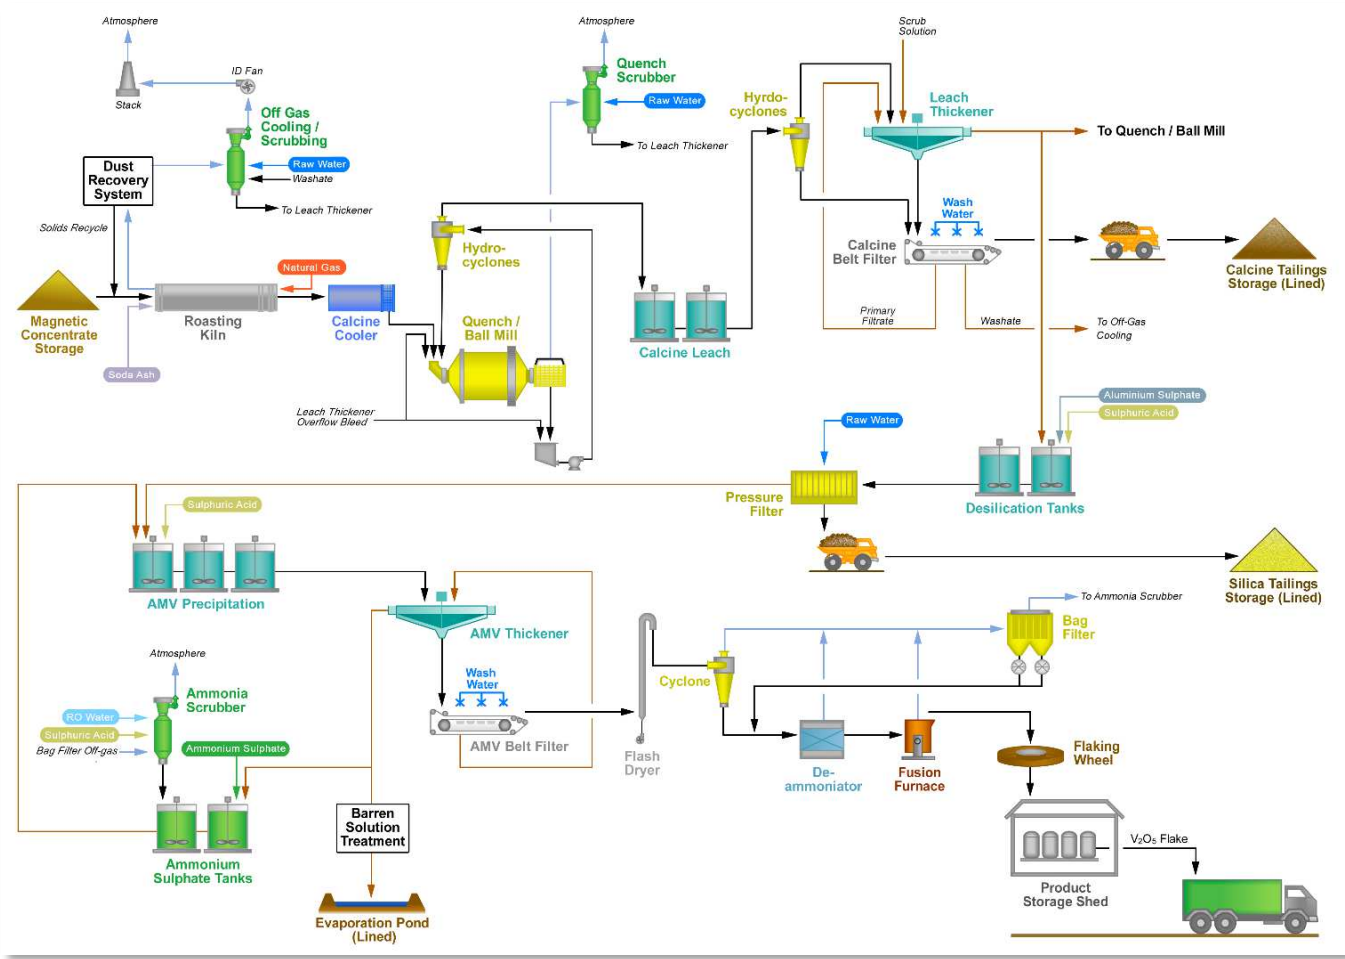 Atmosphere
Stack
ID Fan
Off Gas
Cooling /
Scrubbing
Raw Water
Washate
To Leach Thickener
Dust
Recovery
System
Solids Recycle
Magnetic
Concentrate
Storage
Soda Ash
Roasting
Kiln
Natural Gas
Calcine
Cooler
Hydro-
cyclones
Quench /
Ball Mill
Leach Thickener
Overflow Bleed
Atmosphere
Quench
Scrubber
Raw Water
To Leach Thickener
Calcine Leach
Hyrdo-
cyclones
Scrub
Solution
Leach
Thickener
To Quench / Ball Mill
Wash
Water
Calcine
Belt Filter
Primary
Filtrate
Washate
To Off-Gas
Cooling
Calcine Tailings
Storage (Lined)
Aluminium Sulphate
Sulphuric Acid
Desilication Tanks
Raw Water
Pressure
Filter
Silica Tailings
Storage (Lined)
Sulphuric Acid
AMV Precipitation
AMV Thickener
Wash
Water
AMV Belt Filter
Atmosphere
Ammonia
Scrubber
RO Water
Sulphuric Acid
Bag Filter Off-gas
Ammonium Sulphate
Ammonium
Sulphate Tanks
Barren
Solution
Treatment
Evaporation Pond
(Lined)
Flash
Dryer
Cyclone
To Ammonia Scrubber
Bag
Filter
De-
ammoniator
Fusion
Furnace
Flaking
Wheel
V₂O₅ Flake
Product
Storage Shed